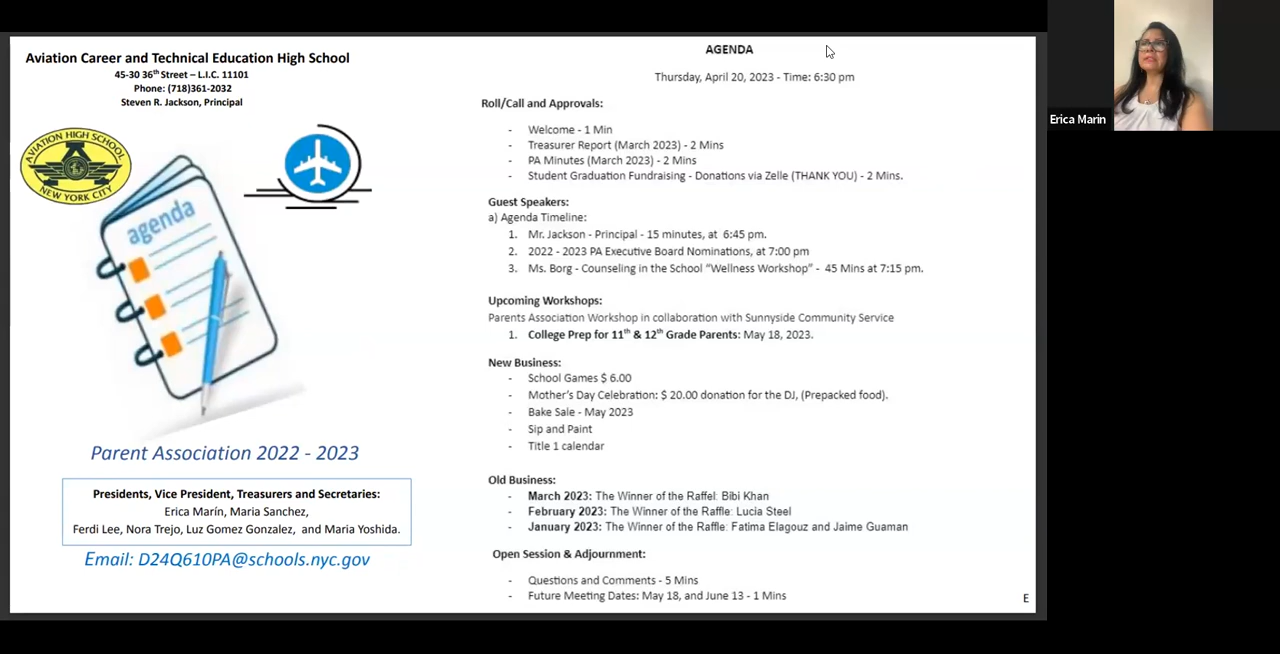 Aviation Career and Technical Education High School
45-30 36th Street – L.I.C. 11101
Phone: (718)361-2032
Steven R. Jackson, Principal
AVIATION HIGH SCHOOL
NEW YORK CITY
agenda
Parent Association 2022 - 2023
Presidents, Vice President, Treasurers and Secretaries:
Erica Marín, Maria Sanchez,
Ferdi Lee, Nora Trejo, Luz Gomez Gonzalez, and Maria Yoshida.
Email: D24Q610PA@schools.nyc.gov
AGENDA
Thursday, April 20, 2023 - Time: 6:30 pm
Roll/Call and Approvals:
- Welcome - 1 Min
- Treasurer Report (March 2023) - 2 Mins
- PA Minutes (March 2023) - 2 Mins
- Student Graduation Fundraising - Donations via Zelle (THANK YOU) - 2 Mins.
Guest Speakers:
a) Agenda Timeline:
1. Mr. Jackson - Principal - 15 minutes, at 6:45 pm.
2. 2022 - 2023 PA Executive Board Nominations, at 7:00 pm
3. Ms. Borg - Counseling in the School “Wellness Workshop” - 45 Mins at 7:15 pm.
Upcoming Workshops:
Parents Association Workshop in collaboration with Sunnyside Community Service
1. College Prep for 11th & 12th Grade Parents: May 18, 2023.
New Business:
- School Games $ 6.00
- Mother's Day Celebration: $ 20.00 donation for the DJ, (Prepacked food).
- Bake Sale - May 2023
- Sip and Paint
- Title 1 calendar
Old Business:
- March 2023: The Winner of the Raffel: Bibi Khan
- February 2023: The Winner of the Raffle: Lucia Steel
- January 2023: The Winner of the Raffle: Fatima Elagouz and Jaime Guaman
Open Session & Adjournment:
- Questions and Comments - 5 Mins
- Future Meeting Dates: May 18, and June 13 - 1 Mins
E
Erica Marin